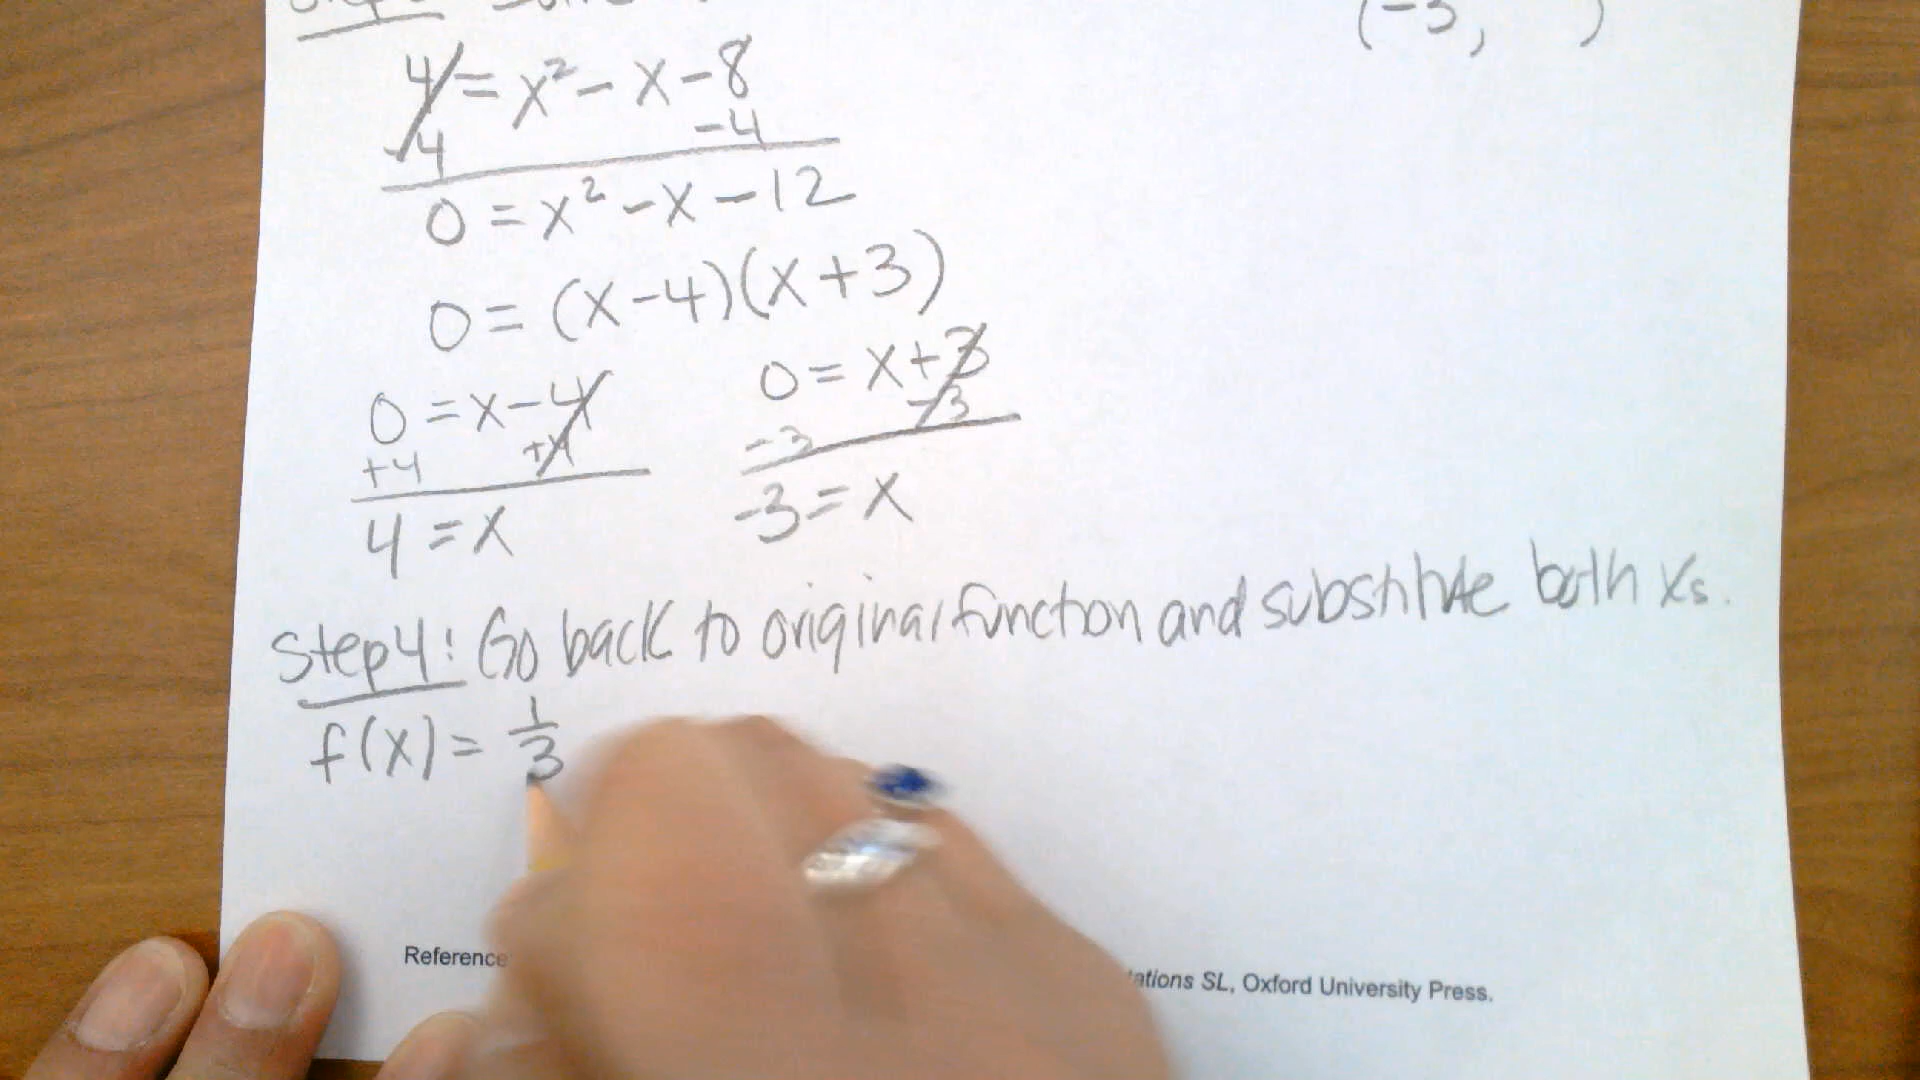 (-3, )
4 = x² - x - 8
-4 -4
0 = x² - x - 12
0 = (x-4)(x+3)
0 = x-4 0 = x+3
+4 +4 -3 -3
4 = x -3 = x
Step 4: Go back to original function and substitute both xs.
f(x) = 1/3
Reference
ations SL, Oxford University Press.